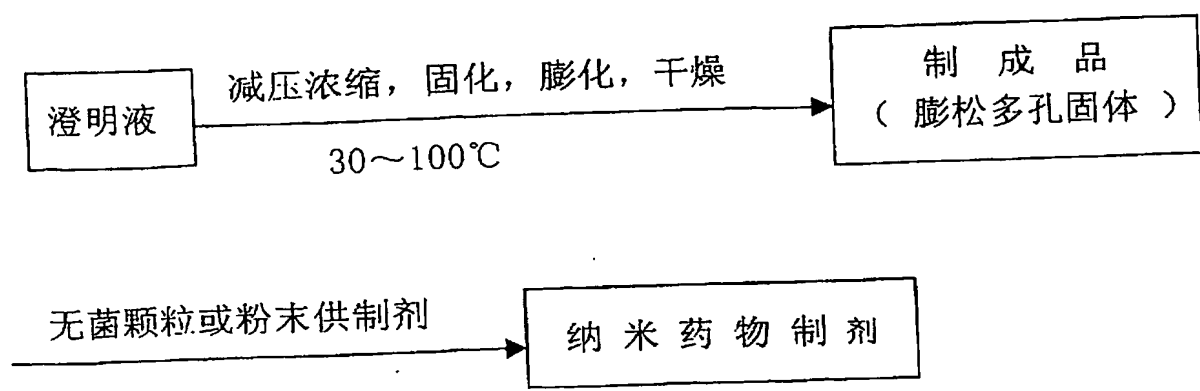 澄明液
减压浓缩，固化，膨化，干燥
30～100℃
制成品
（膨松多孔固体）
无菌颗粒或粉末供制剂
纳米药物制剂